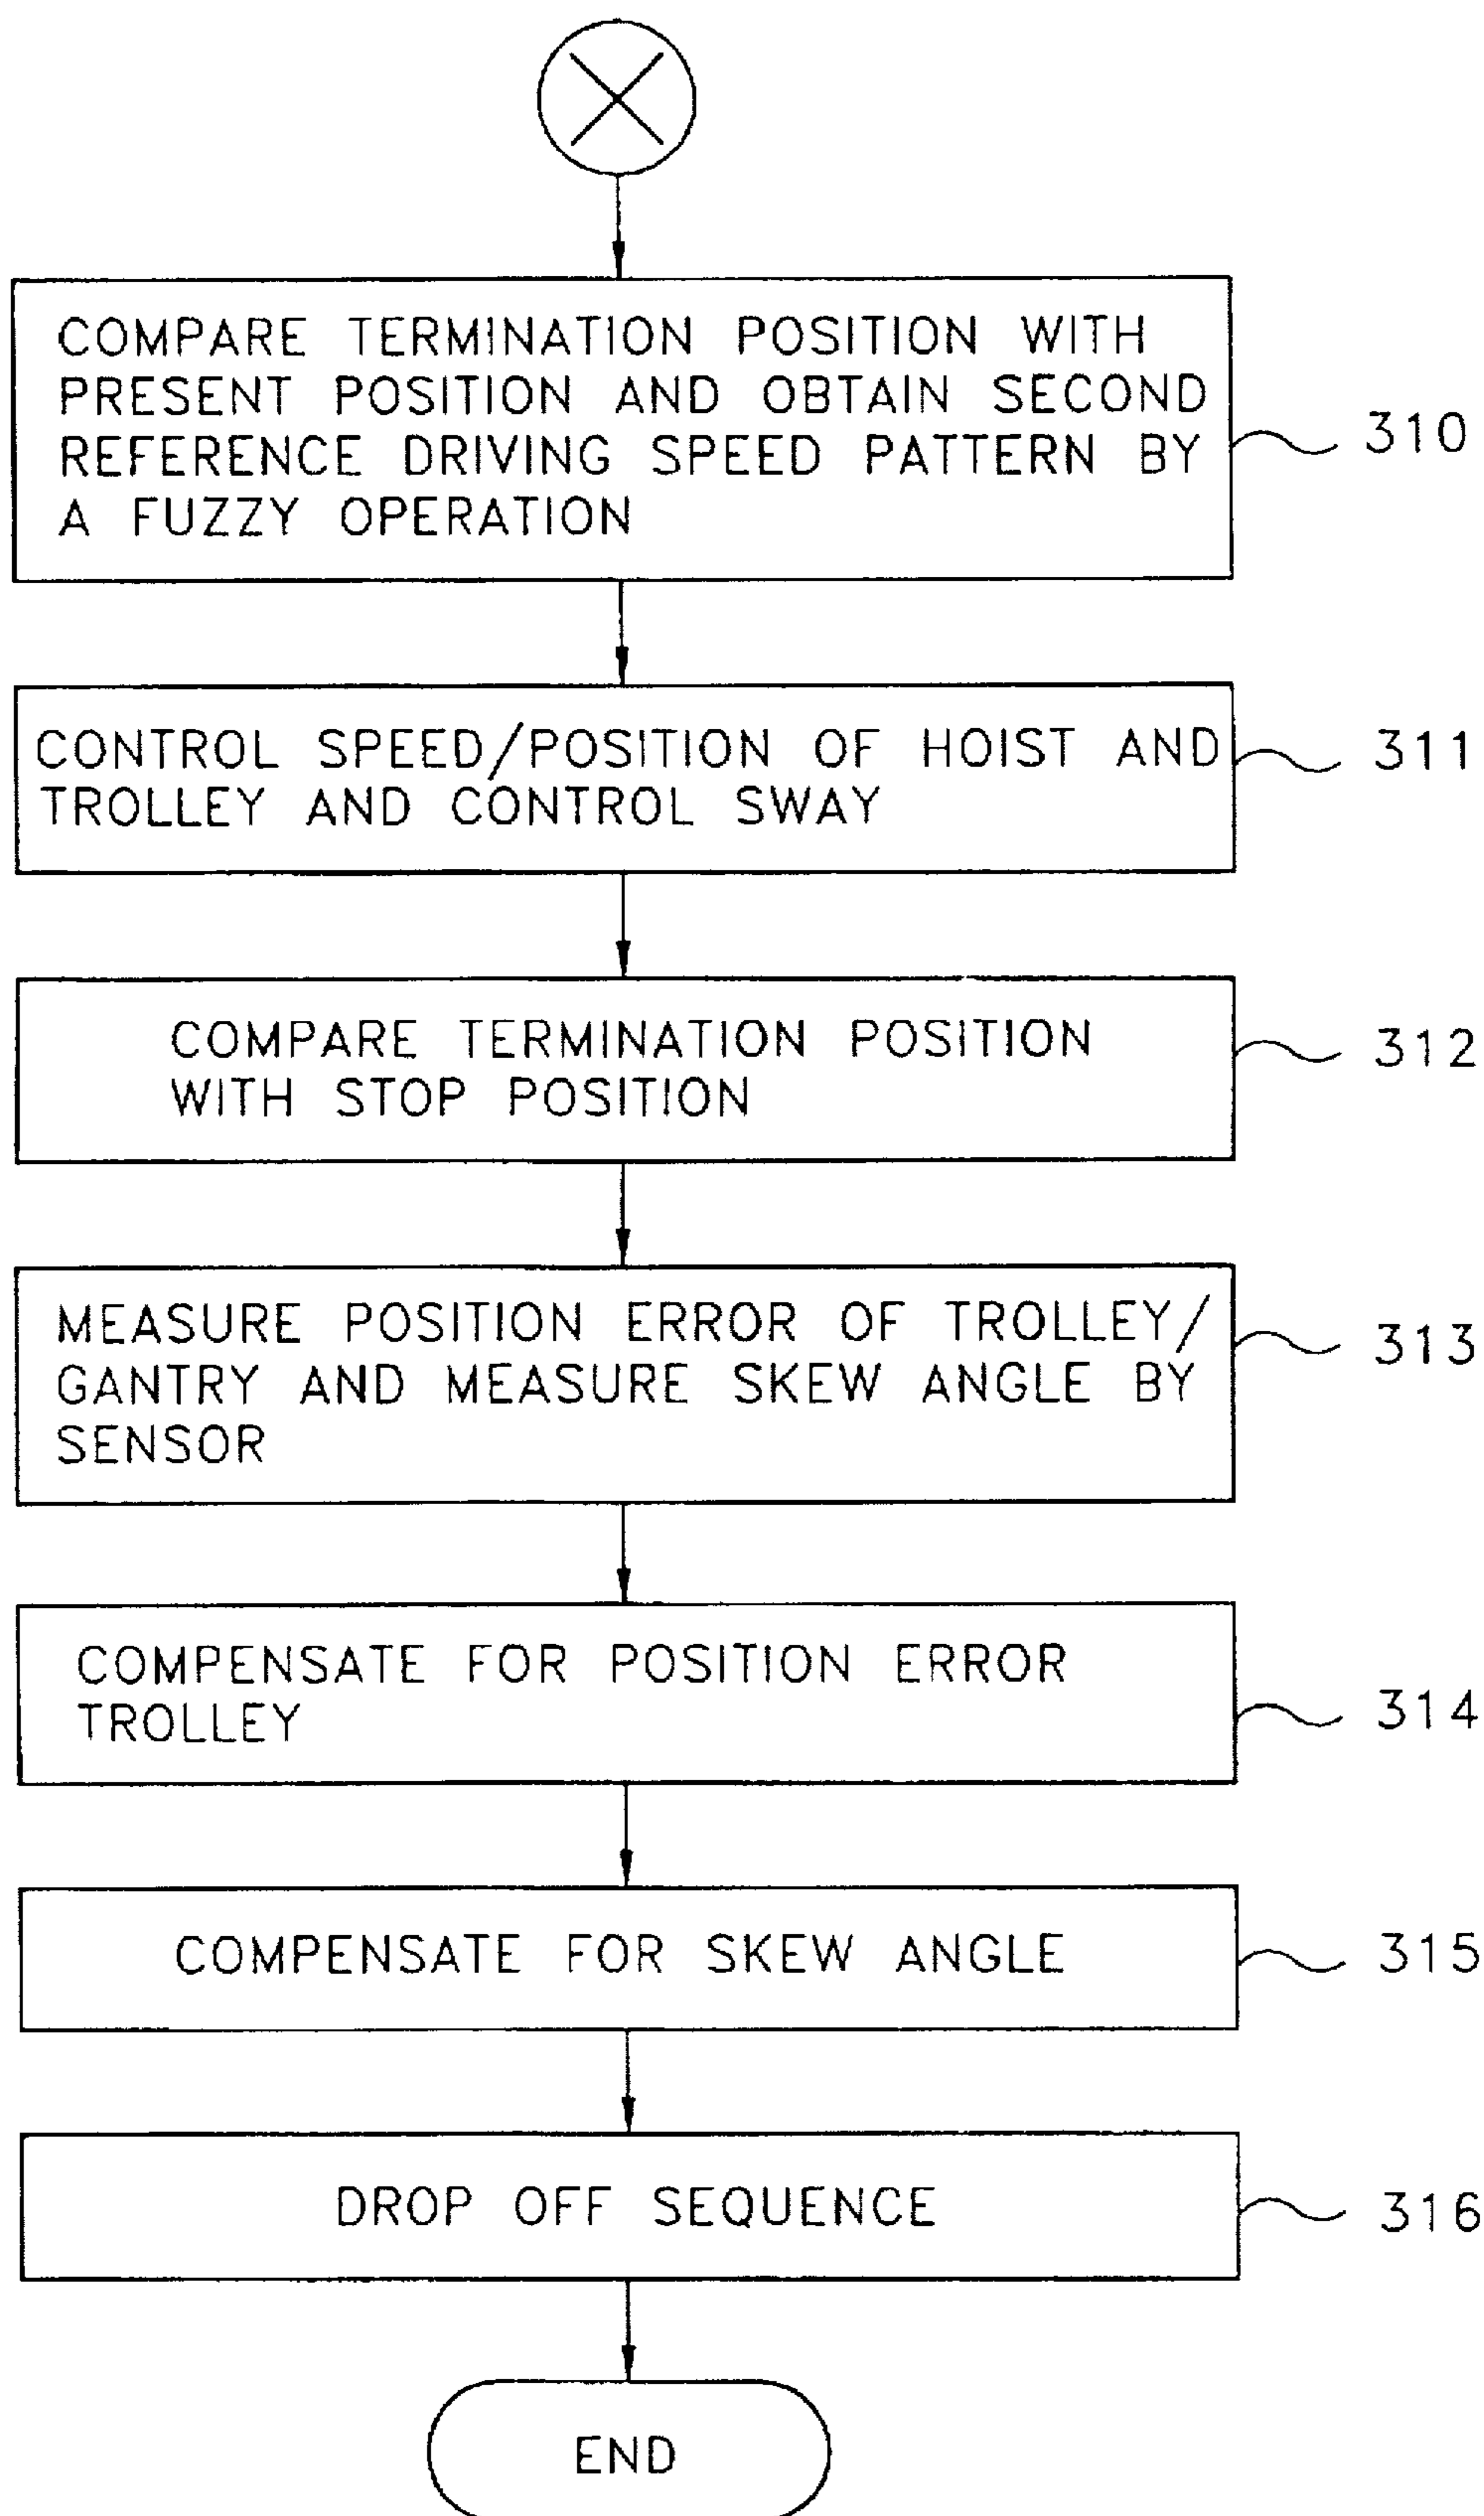 COMPARE TERMINATION POSITION WITH
PRESENT POSITION AND OBTAIN SECOND
REFERENCE DRIVING SPEED PATTERN BY
A FUZZY OPERATION
310
CONTROL SPEED/POSITION OF HOIST AND
TROLLEY AND CONTROL SWAY
311
COMPARE TERMINATION POSITION
WITH STOP POSITION
312
MEASURE POSITION ERROR OF TROLLEY/
GANTRY AND MEASURE SKEW ANGLE BY
SENSOR
313
COMPENSATE FOR POSITION ERROR
TROLLEY
314
COMPENSATE FOR SKEW ANGLE
315
DROP OFF SEQUENCE
316
END